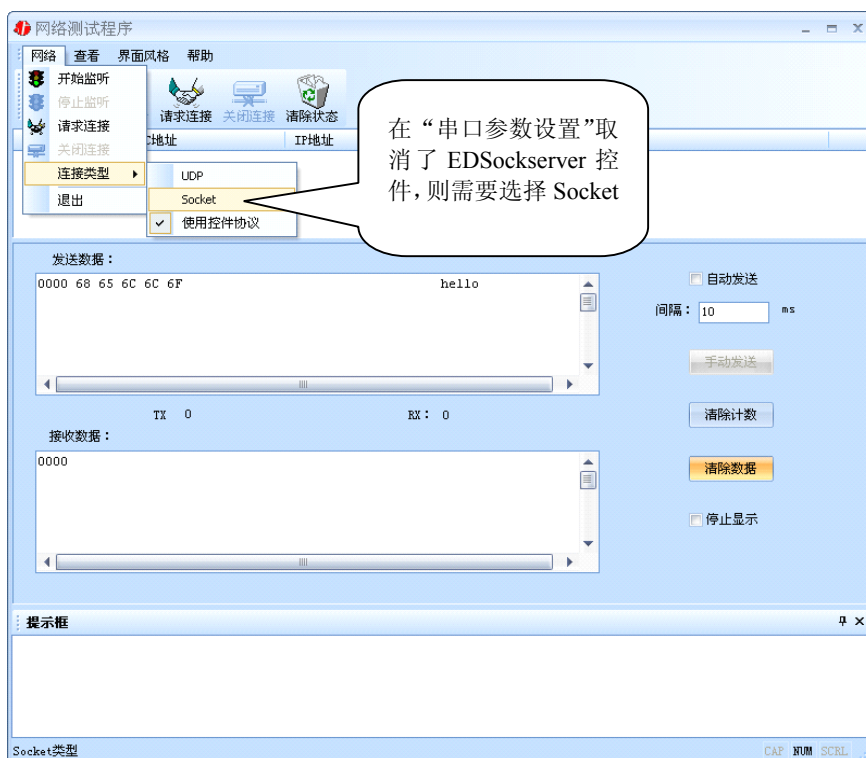 网络测试程序
网络 查看 界面风格 帮助
开始监听
停止监听
请求连接
关闭连接
连接类型
退出
请求连接 关闭连接 清除状态
C地址 IP地址
UDP
Socket
使用控件协议
在“串口参数设置”取
消了 EDSockserver 控
件，则需要选择 Socket
发送数据：
0000 68 65 6C 6C 6F hello
自动发送
间隔： 10 ms
手动发送
TX 0 RX： 0
清除计数
接收数据：
0000
清除数据
停止显示
提示框
Socket类型
CAP NUM SCRL